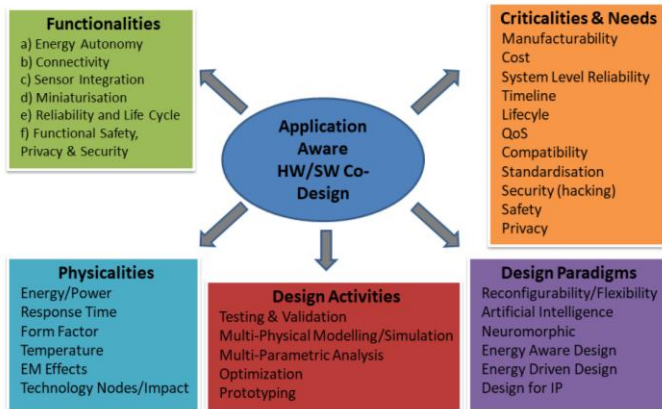 Functionalities
a) Energy Autonomy
b) Connectivity
c) Sensor Integration
d) Miniaturisation
e) Reliability and Life Cycle
f) Functional Safety,
Privacy & Security
Criticalities & Needs
Manufacturability
Cost
System Level Reliability
Timeline
Lifecyle
QoS
Compatibility
Standardisation
Security (hacking)
Safety
Privacy
Application
Aware
HW/SW Co-
Design
Physicalities
Energy/Power
Response Time
Form Factor
Temperature
EM Effects
Technology Nodes/Impact
Design Activities
Testing & Validation
Multi-Physical Modelling/Simulation
Multi-Parametric Analysis
Optimization
Prototyping
Design Paradigms
Reconfigurability/Flexibility
Artificial Intelligence
Neuromorphic
Energy Aware Design
Energy Driven Design
Design for IP